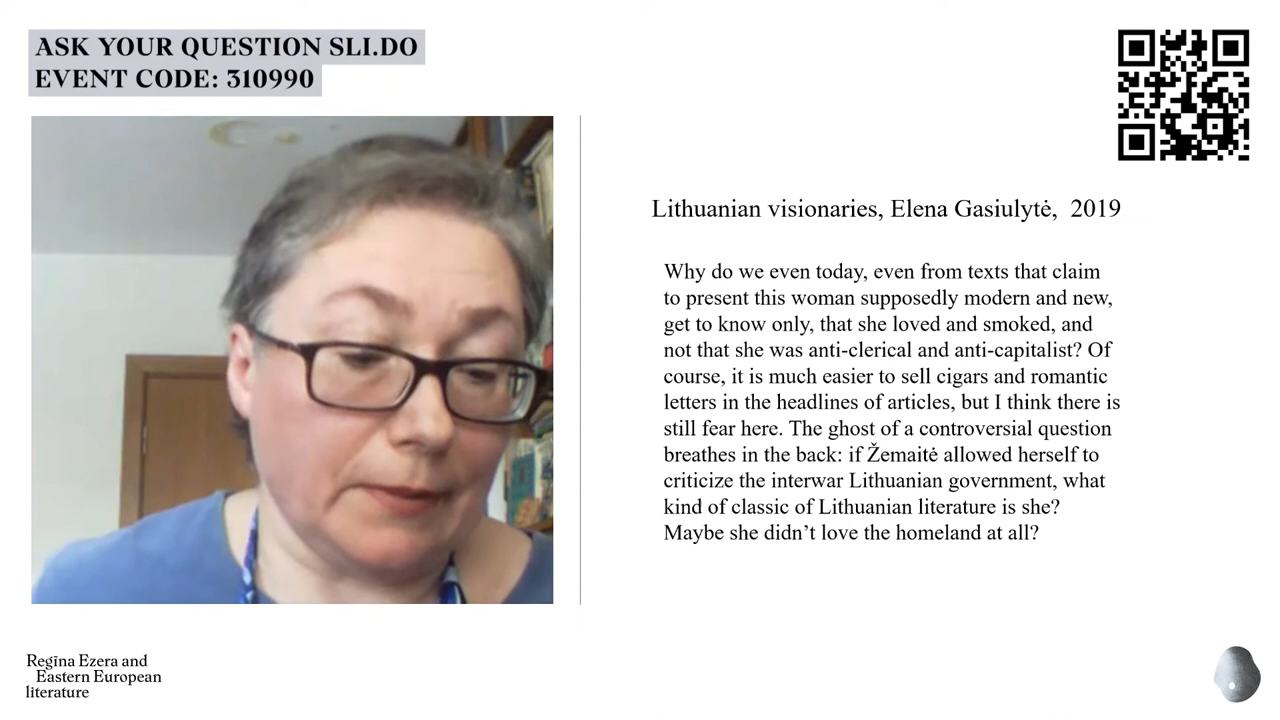 ASK YOUR QUESTION SLI.DO
EVENT CODE: 310990
Lithuanian visionaries, Elena Gasiulytė, 2019
Why do we even today, even from texts that claim
to present this woman supposedly modern and new,
get to know only, that she loved and smoked, and
not that she was anti-clerical and anti-capitalist? Of
course, it is much easier to sell cigars and romantic
letters in the headlines of articles, but I think there is
still fear here. The ghost of a controversial question
breathes in the back: if Žemaitė allowed herself to
criticize the interwar Lithuanian government, what
kind of classic of Lithuanian literature is she?
Maybe she didn’t love the homeland at all?
Regīna Ezera and
Eastern European
literature